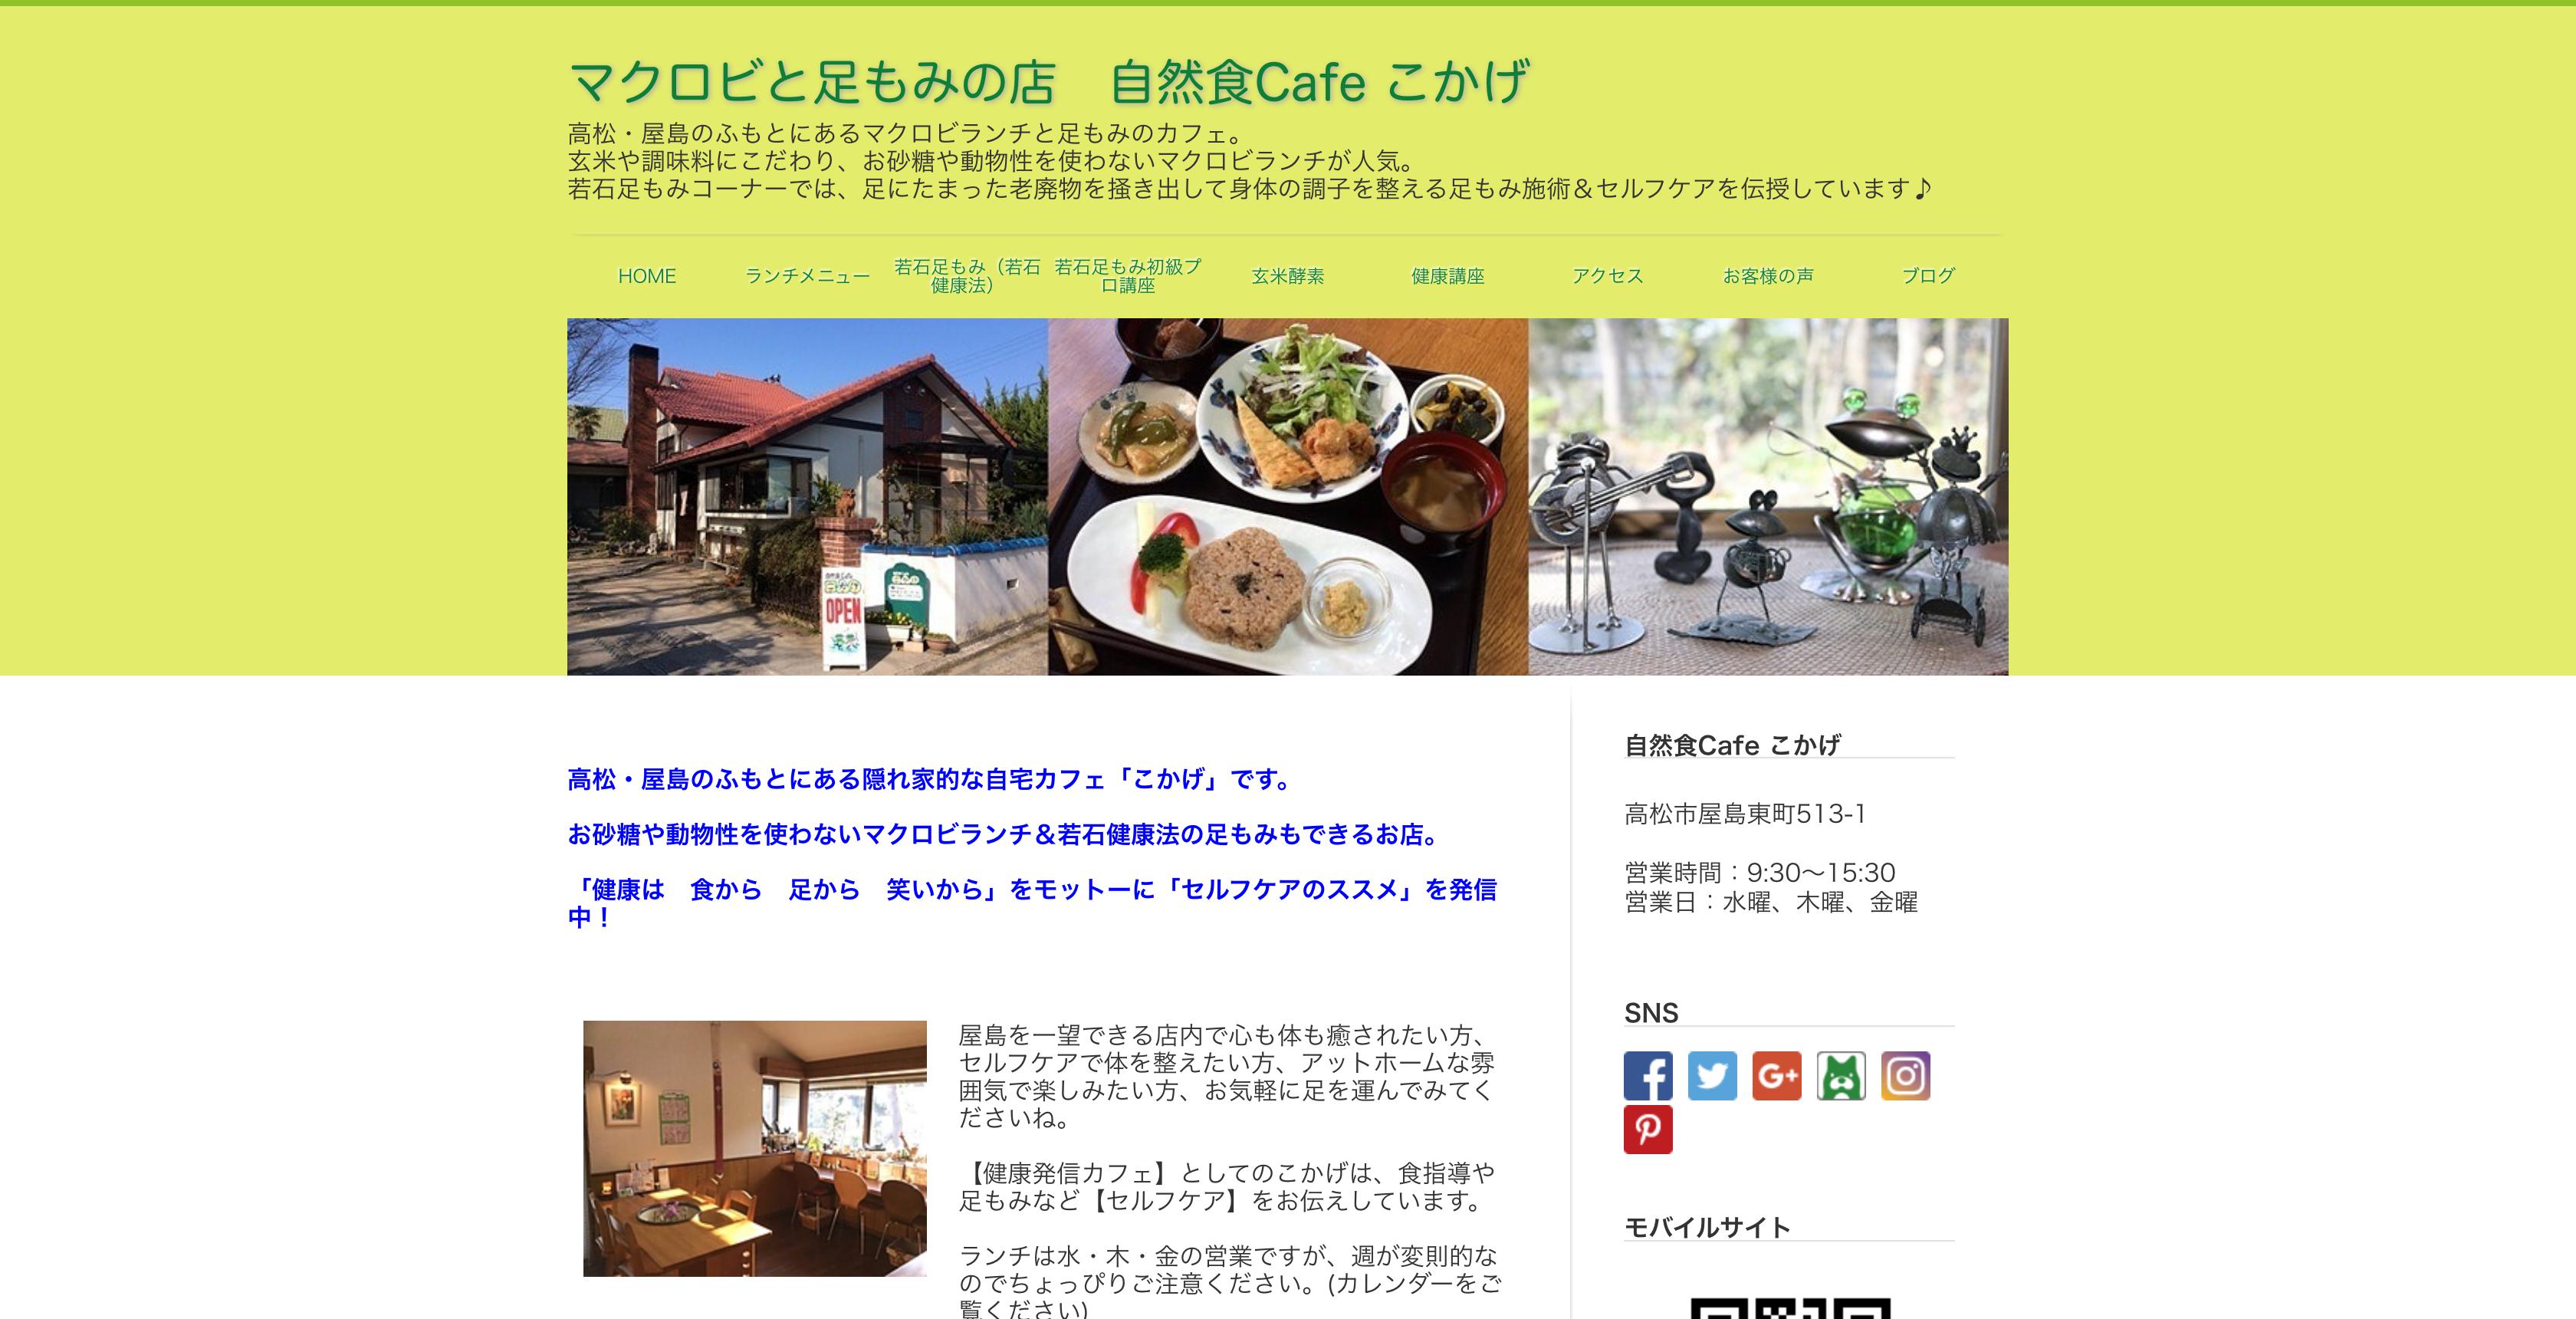 マクロビと足もみの店　自然食Cafe こかげ
高松・屋島のふもとにあるマクロビランチと足もみのカフェ。
玄米や調味料にこだわり、お砂糖や動物性を使わないマクロビランチが人気。
若石足もみコーナーでは、足にたまった老廃物を掻き出して身体の調子を整える足もみ施術＆セルフケアを伝授しています♪
HOME
ランチメニュー
若石足もみ（若石
健康法）
若石足もみ初級プ
ロ講座
玄米酵素
健康講座
アクセス
お客様の声
ブログ
OPEN
高松・屋島のふもとにある隠れ家的な自宅カフェ「こかげ」です。
お砂糖や動物性を使わないマクロビランチ＆若石健康法の足もみもできるお店。
「健康は　食から　足から　笑いから」をモットーに「セルフケアのススメ」を発信
中！
屋島を一望できる店内で心も体も癒されたい方、
セルフケアで体を整えたい方、アットホームな雰
囲気で楽しみたい方、お気軽に足を運んでみてく
ださいね。
【健康発信カフェ】としてのこかげは、食指導や
足もみなど【セルフケア】をお伝えしています。
ランチは水・木・金の営業ですが、週が変則的な
のでちょっぴりご注意ください。(カレンダーをご
覧ください)
自然食Cafe こかげ
高松市屋島東町513-1
営業時間：9:30～15:30
営業日：水曜、木曜、金曜
SNS
G+
モバイルサイト